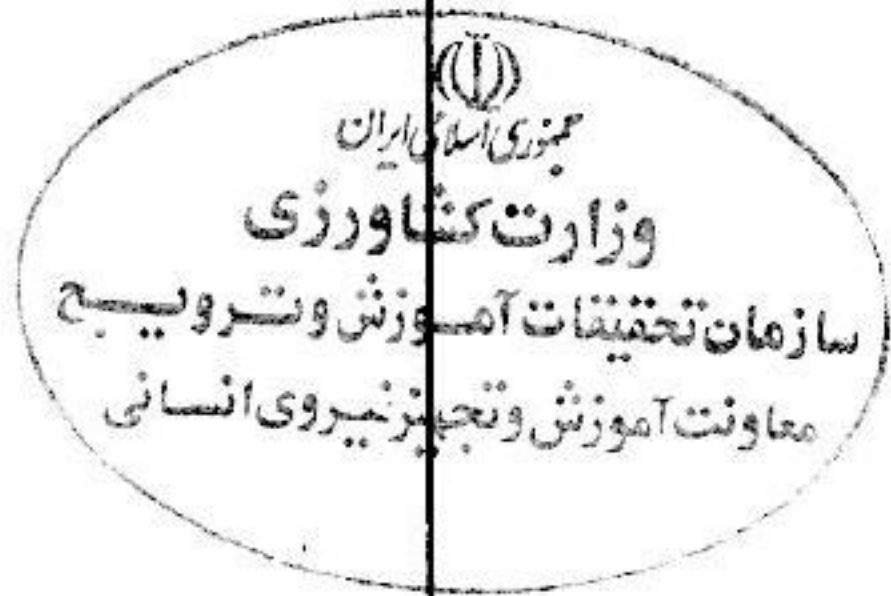 جمهوری اسلامی ایران
وزارت کشاورزی
سازمان تحقیقات آموزش و ترویج
معاونت آموزش و تجهیز نیروی انسانی